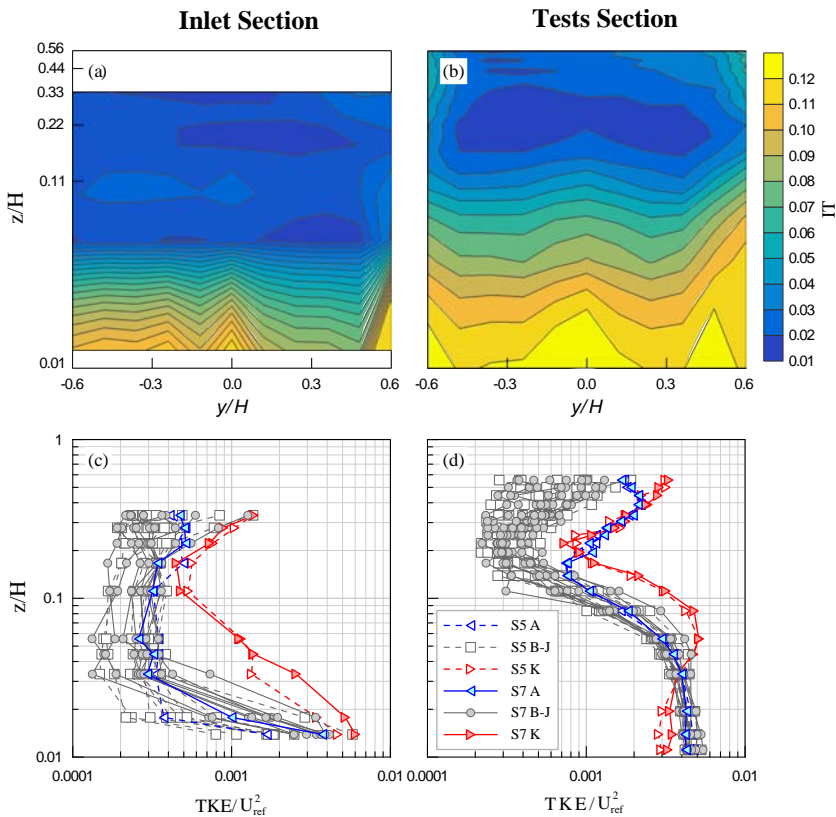 Inlet Section
Tests Section
0.56
0.44
0.33
0.22
0.11
0.01
z/H
(a)
-0.6
-0.3
0.0
0.3
0.6
y/H
(b)
-0.6
-0.3
0.0
0.3
0.6
y/H
0.12
0.11
0.10
0.09
0.08
0.07
0.06
0.05
0.04
0.03
0.02
0.01
IT
(c)
1
0.1
0.01
z/H
0.0001
0.001
0.01
TKE/U²ref
(d)
S5 A
S5 B-J
S5 K
S7 A
S7 B-J
S7 K
0.0001
0.001
0.01
TKE/U²ref